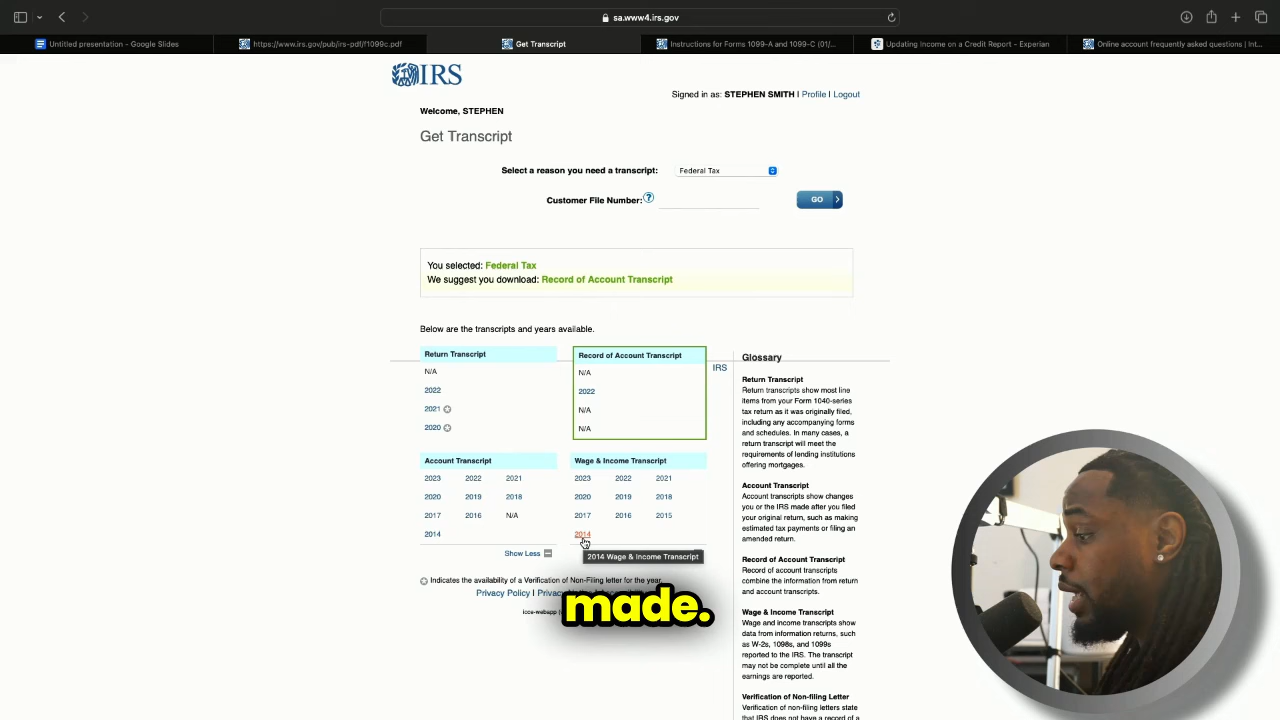 sa.www4.irs.gov
Untitled presentation - Google Slides
https://www.irs.gov/pub/irs-pdf/f1099c.pdf
Get Transcript
Instructions for Forms 1099-A and 1099-C (01/...
Updating Income on a Credit Report - Experian
Online account frequently asked questions | Int...
IRS
Signed in as: STEPHEN SMITH | Profile | Logout
Welcome, STEPHEN
Get Transcript
Select a reason you need a transcript: Federal Tax
Customer File Number: ?
GO
You selected: Federal Tax
We suggest you download: Record of Account Transcript
Below are the transcripts and years available.
Return Transcript
N/A
2022
2021
2020
Record of Account Transcript
N/A
2022
N/A
N/A
IRS
Account Transcript
2023 2022 2021
2020 2019 2018
2017 2016 N/A
2014
Show Less
Wage & Income Transcript
2023 2022 2021
2020 2019 2018
2017 2016 2015
2014
2014 Wage & Income Transcript
Indicates the availability of a Verification of Non-Filing letter for the year.
Privacy Policy |
icce-webapp
made.
Glossary
Return Transcript
Return transcripts show most line
items from your Form 1040-series
tax return as it was originally filed,
including any accompanying forms
and schedules. In many cases, a
return transcript will meet the
requirements of lending institutions
offering mortgages.
Account Transcript
Account transcripts show changes
you or the IRS made after you filed
your original return, such as making
estimated tax payments or filing an
amended return.
Record of Account Transcript
Record of account transcripts
combine the information from return
and account transcripts.
Wage & Income Transcript
Wage and income transcripts show
data from information returns, such
as W-2s, 1098s, and 1099s
reported to the IRS. The transcript
may not be complete until all the
earnings are reported.
Verification of Non-filing Letter
Verification of non-filing letters state
that IRS does not have a record of a